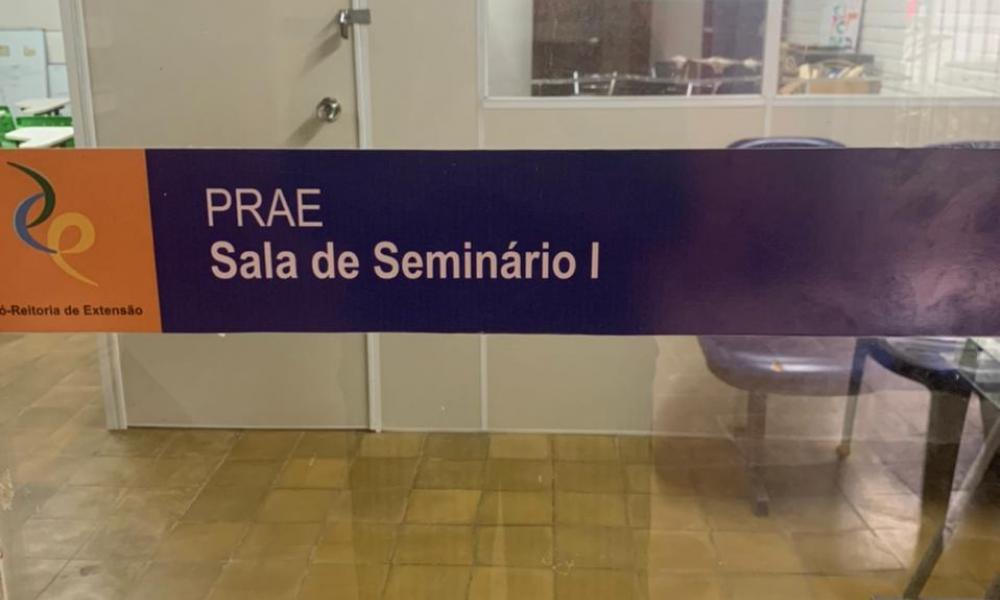 PRAE
Sala de Seminário I
ó-Reitoria de Extensão